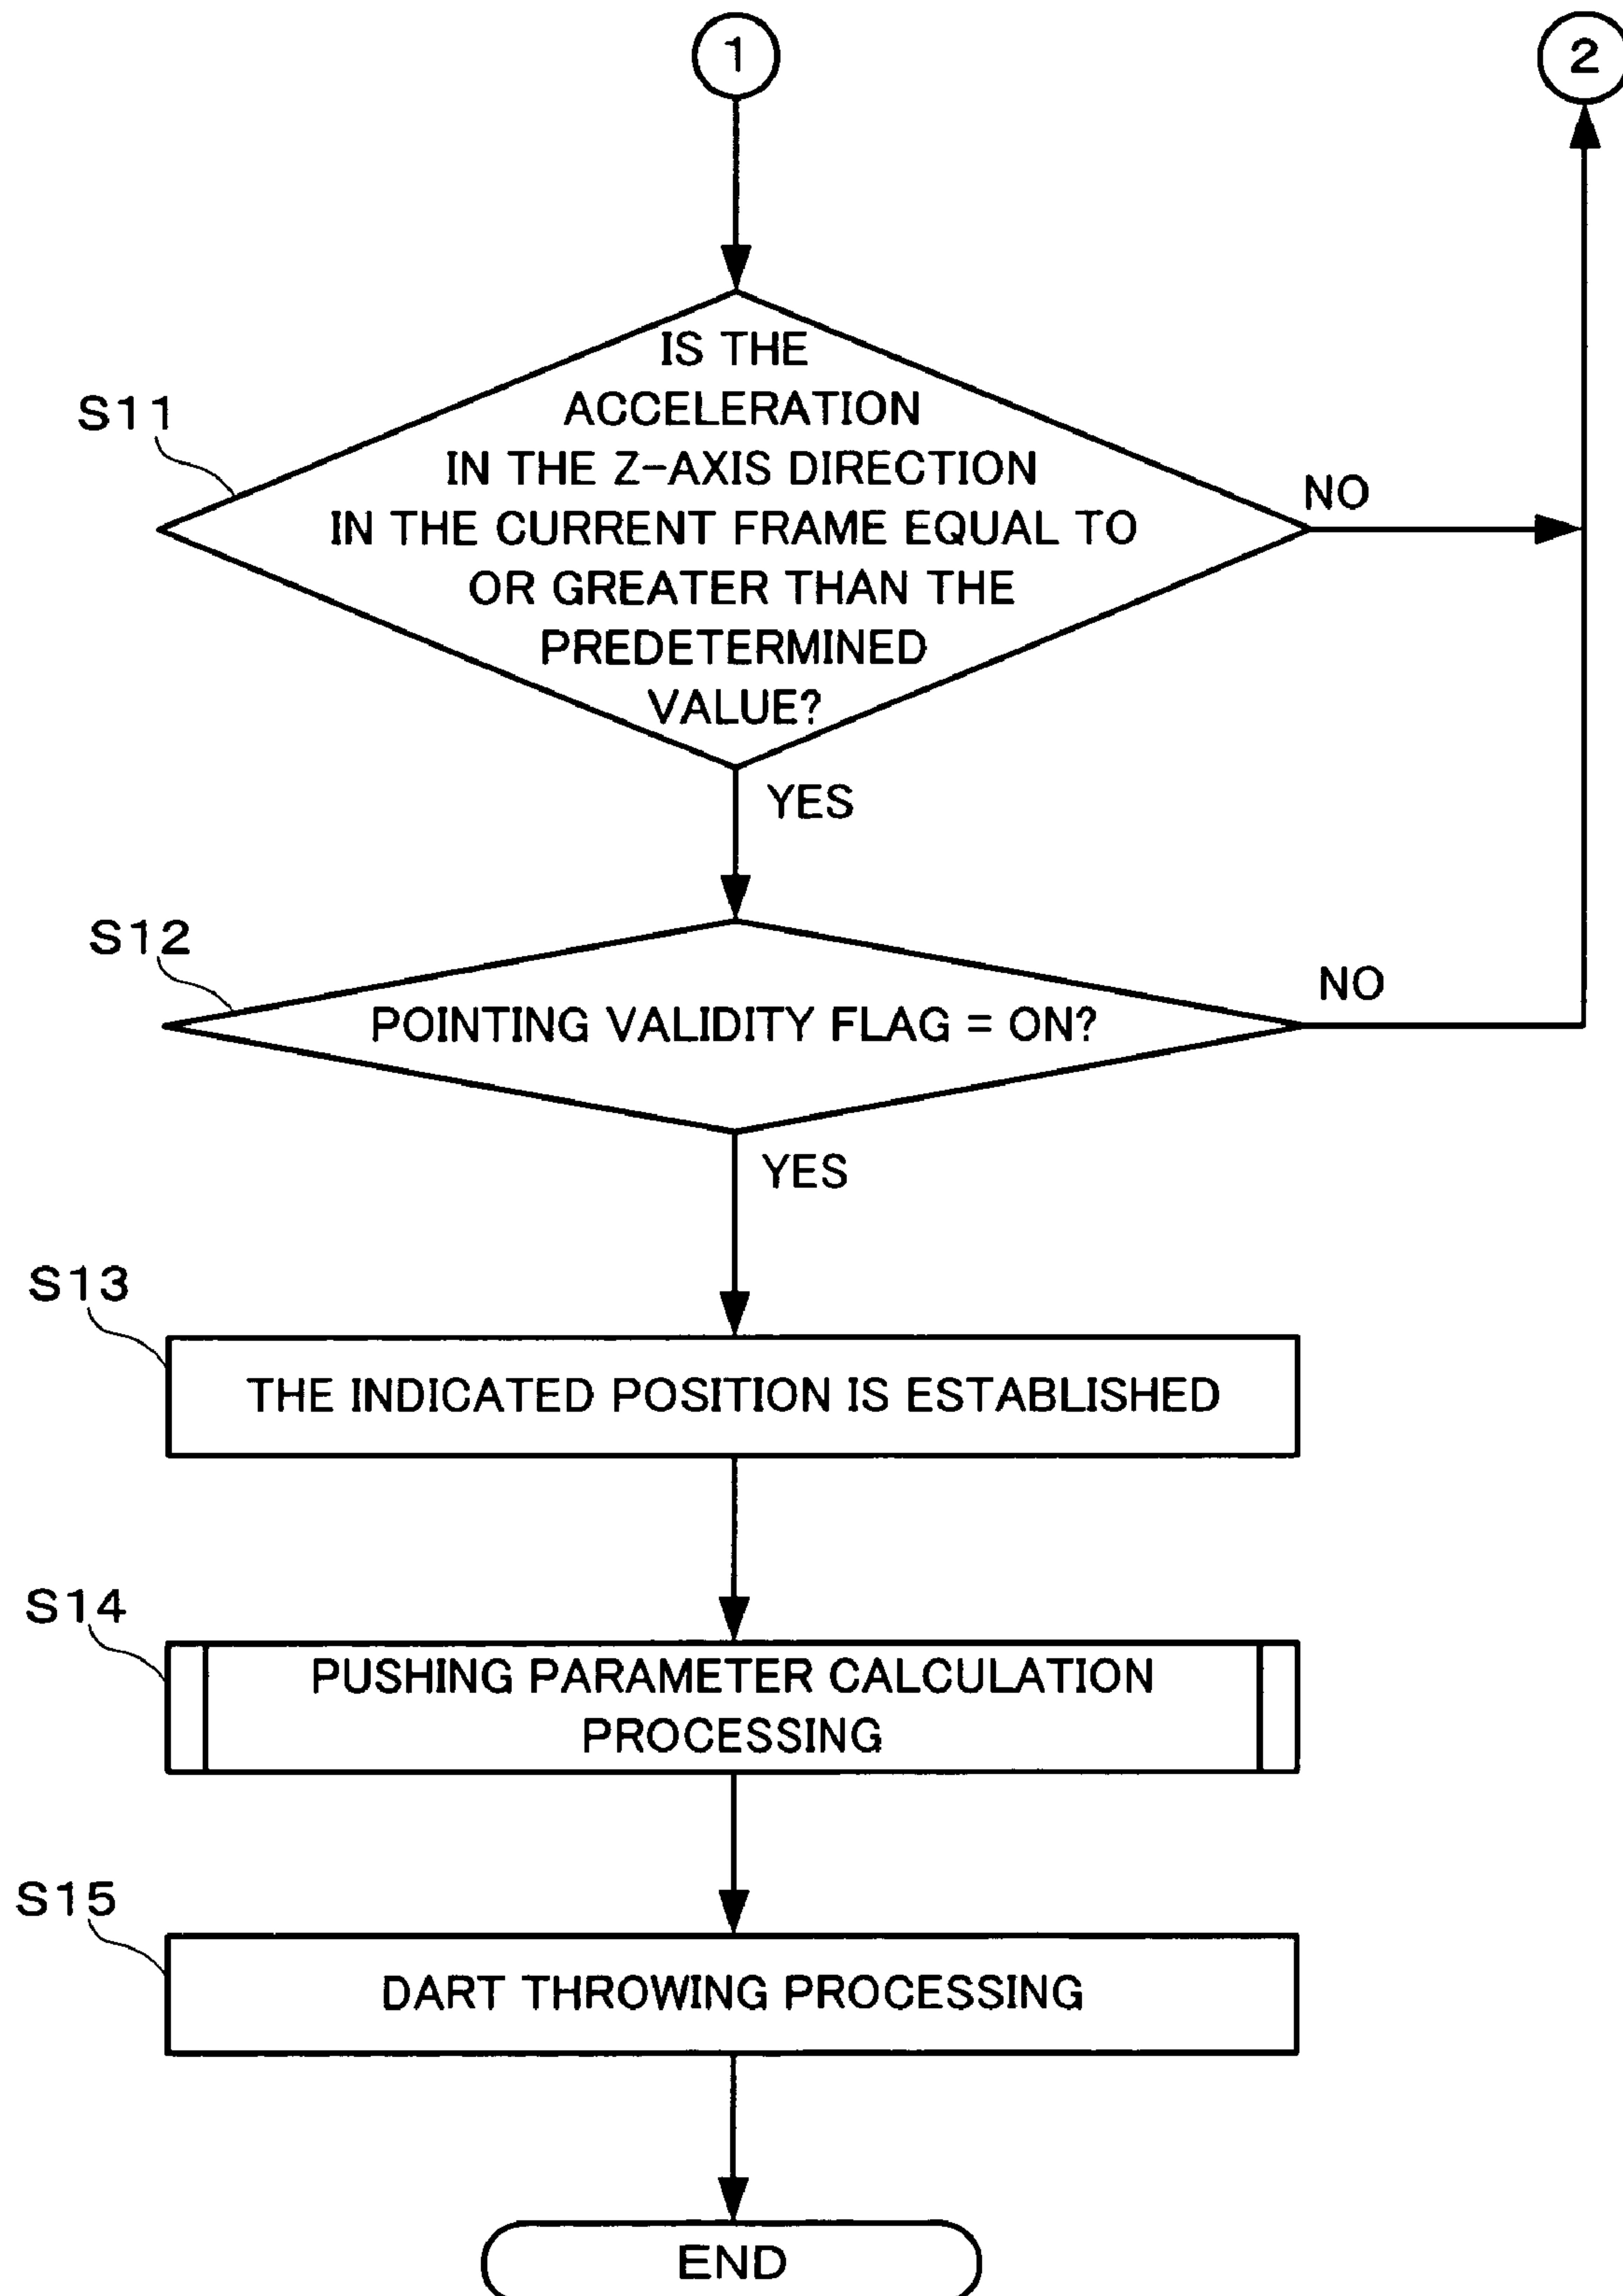 1
2
S11
IS THE
ACCELERATION
IN THE Z-AXIS DIRECTION
IN THE CURRENT FRAME EQUAL TO
OR GREATER THAN THE
PREDETERMINED
VALUE?
NO
YES
S12
POINTING VALIDITY FLAG = ON?
NO
YES
S13
THE INDICATED POSITION IS ESTABLISHED
S14
PUSHING PARAMETER CALCULATION
PROCESSING
S15
DART THROWING PROCESSING
END